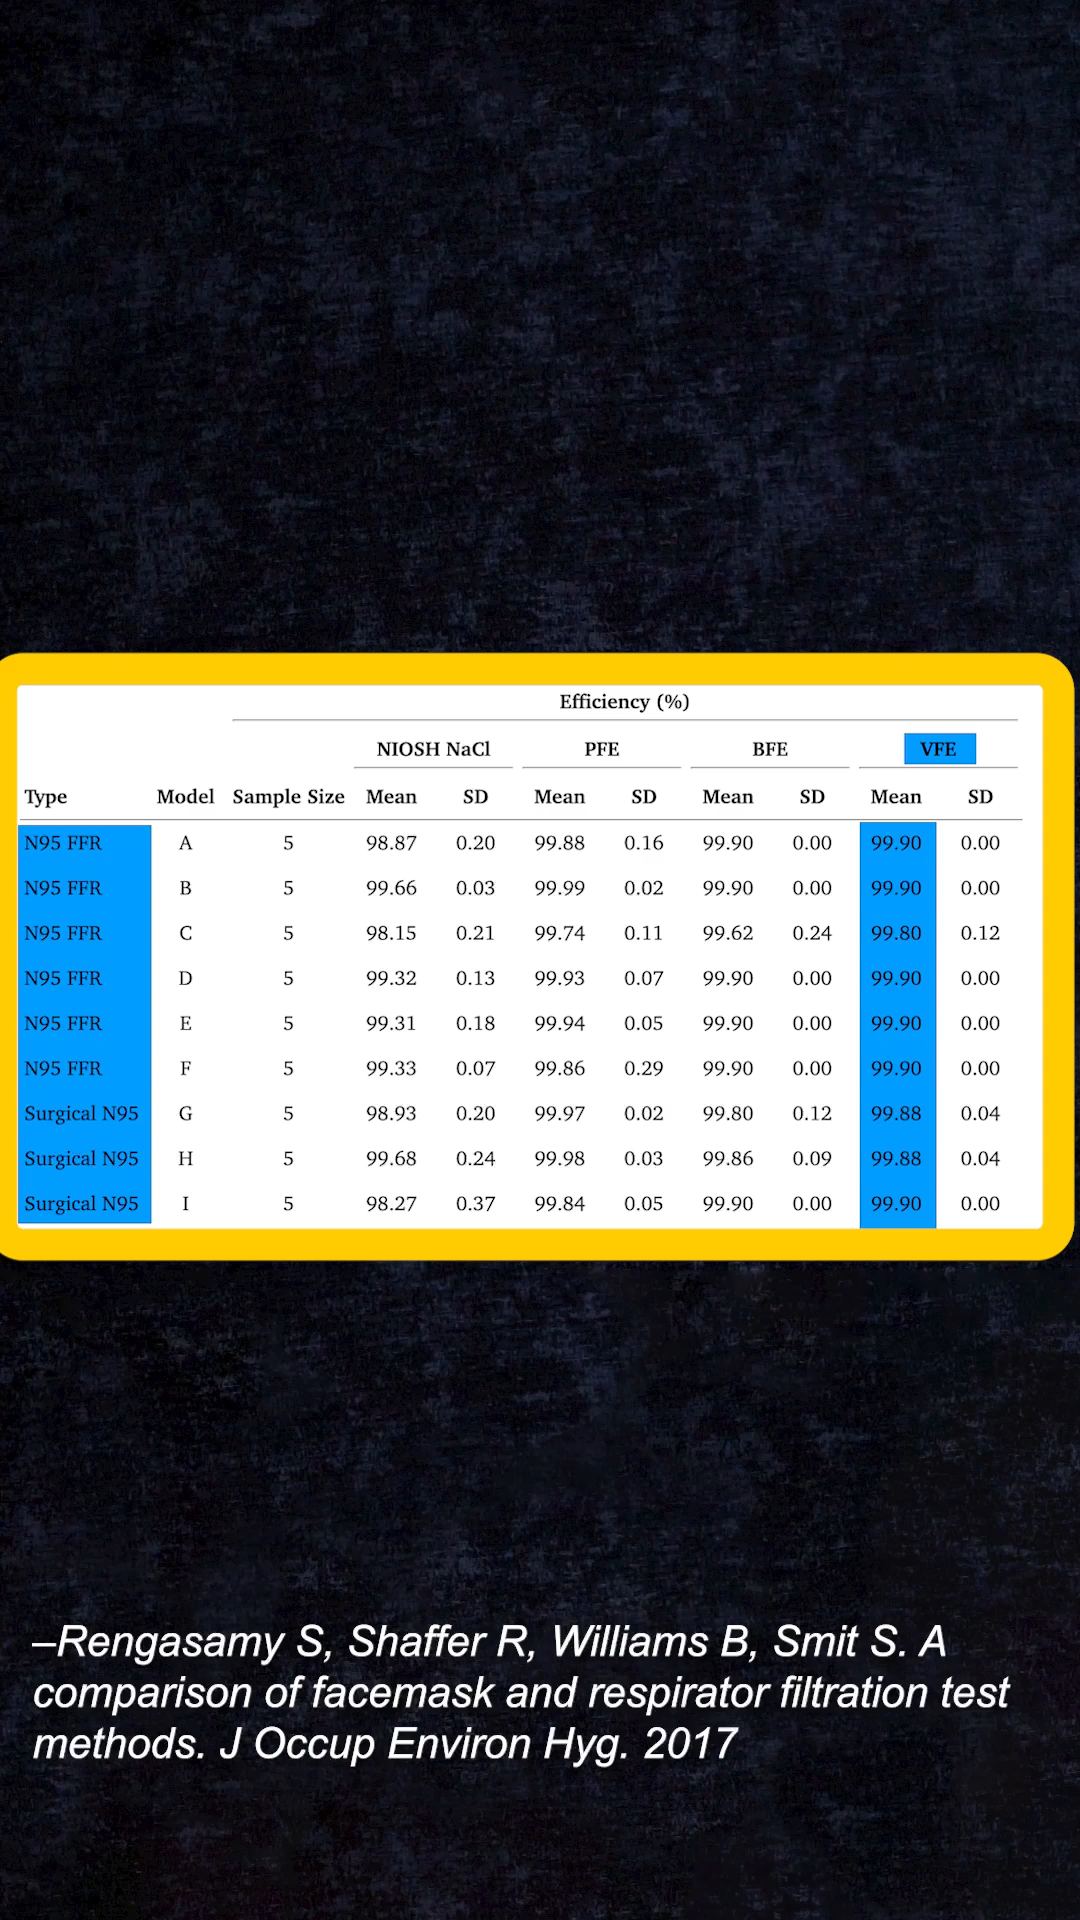 Efficiency (%)
NIOSH NaCl PFE BFE VFE
Type Model Sample Size Mean SD Mean SD Mean SD Mean SD
N95 FFR A 5 98.87 0.20 99.88 0.16 99.90 0.00 99.90 0.00
N95 FFR B 5 99.66 0.03 99.99 0.02 99.90 0.00 99.90 0.00
N95 FFR C 5 98.15 0.21 99.74 0.11 99.62 0.24 99.80 0.12
N95 FFR D 5 99.32 0.13 99.93 0.07 99.90 0.00 99.90 0.00
N95 FFR E 5 99.31 0.18 99.94 0.05 99.90 0.00 99.90 0.00
N95 FFR F 5 99.33 0.07 99.86 0.29 99.90 0.00 99.90 0.00
Surgical N95 G 5 98.93 0.20 99.97 0.02 99.80 0.12 99.88 0.04
Surgical N95 H 5 99.68 0.24 99.98 0.03 99.86 0.09 99.88 0.04
Surgical N95 I 5 98.27 0.37 99.84 0.05 99.90 0.00 99.90 0.00
–Rengasamy S, Shaffer R, Williams B, Smit S. A
comparison of facemask and respirator filtration test
methods. J Occup Environ Hyg. 2017